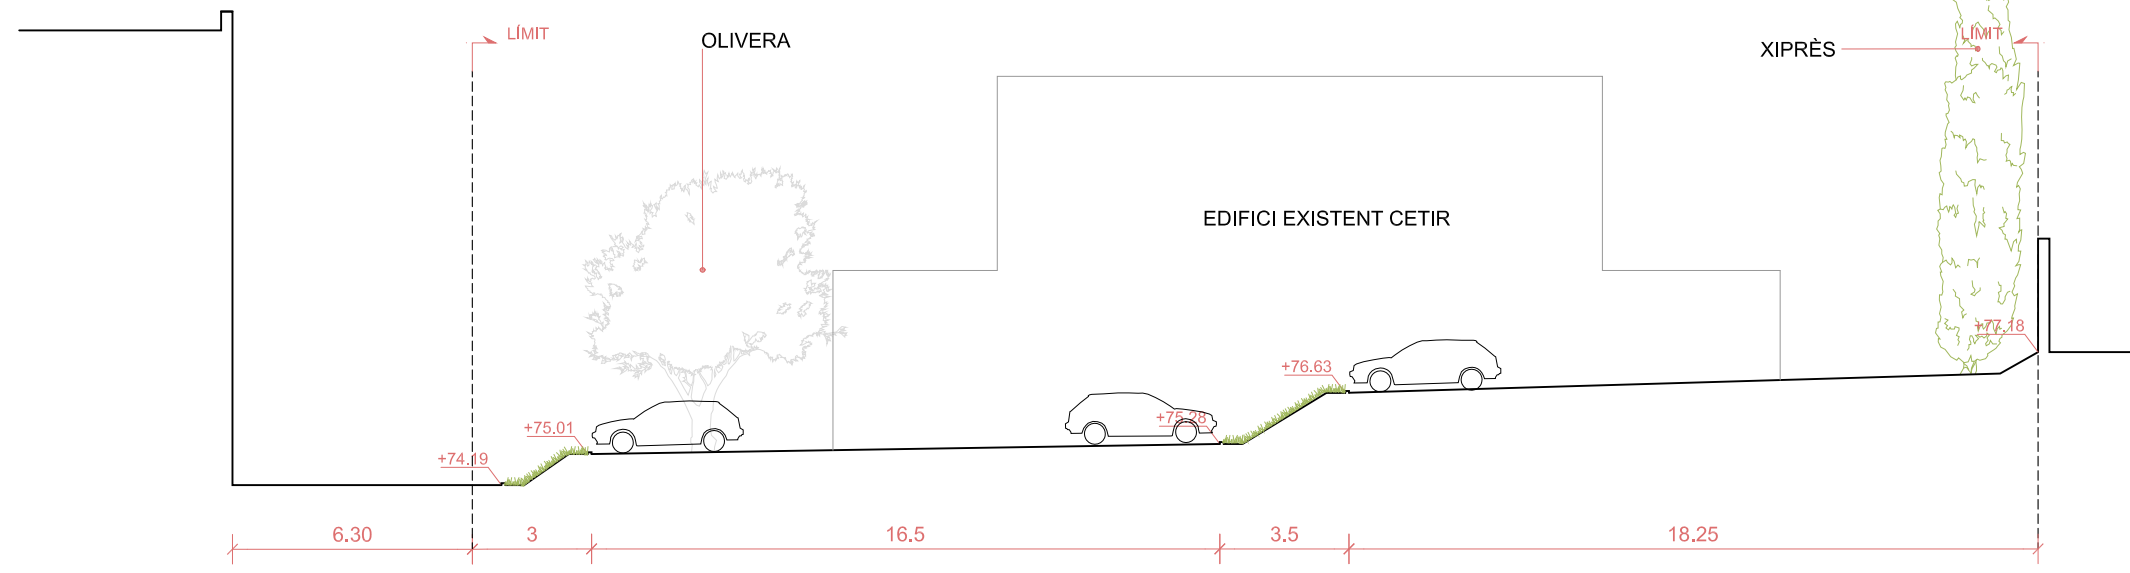 LÍMIT
OLIVERA
XIPRÈS
LÍMIT
EDIFICI EXISTENT CETIR
+77.18
+76.63
+75.28
+75.01
+74.19
6.30
3
16.5
3.5
18.25